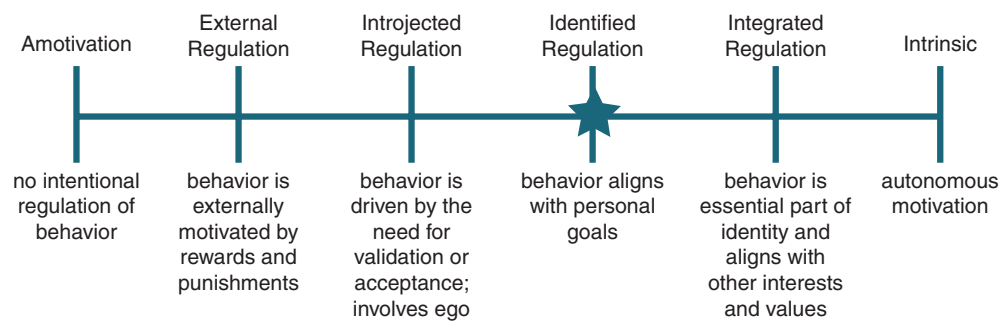 Amotivation
External
Regulation
Introjected
Regulation
Identified
Regulation
Integrated
Regulation
Intrinsic
no intentional
regulation of
behavior
behavior is
externally
motivated by
rewards and
punishments
behavior is
driven by the
need for
validation or
acceptance;
involves ego
behavior aligns
with personal
goals
behavior is
essential part of
identity and
aligns with
other interests
and values
autonomous
motivation